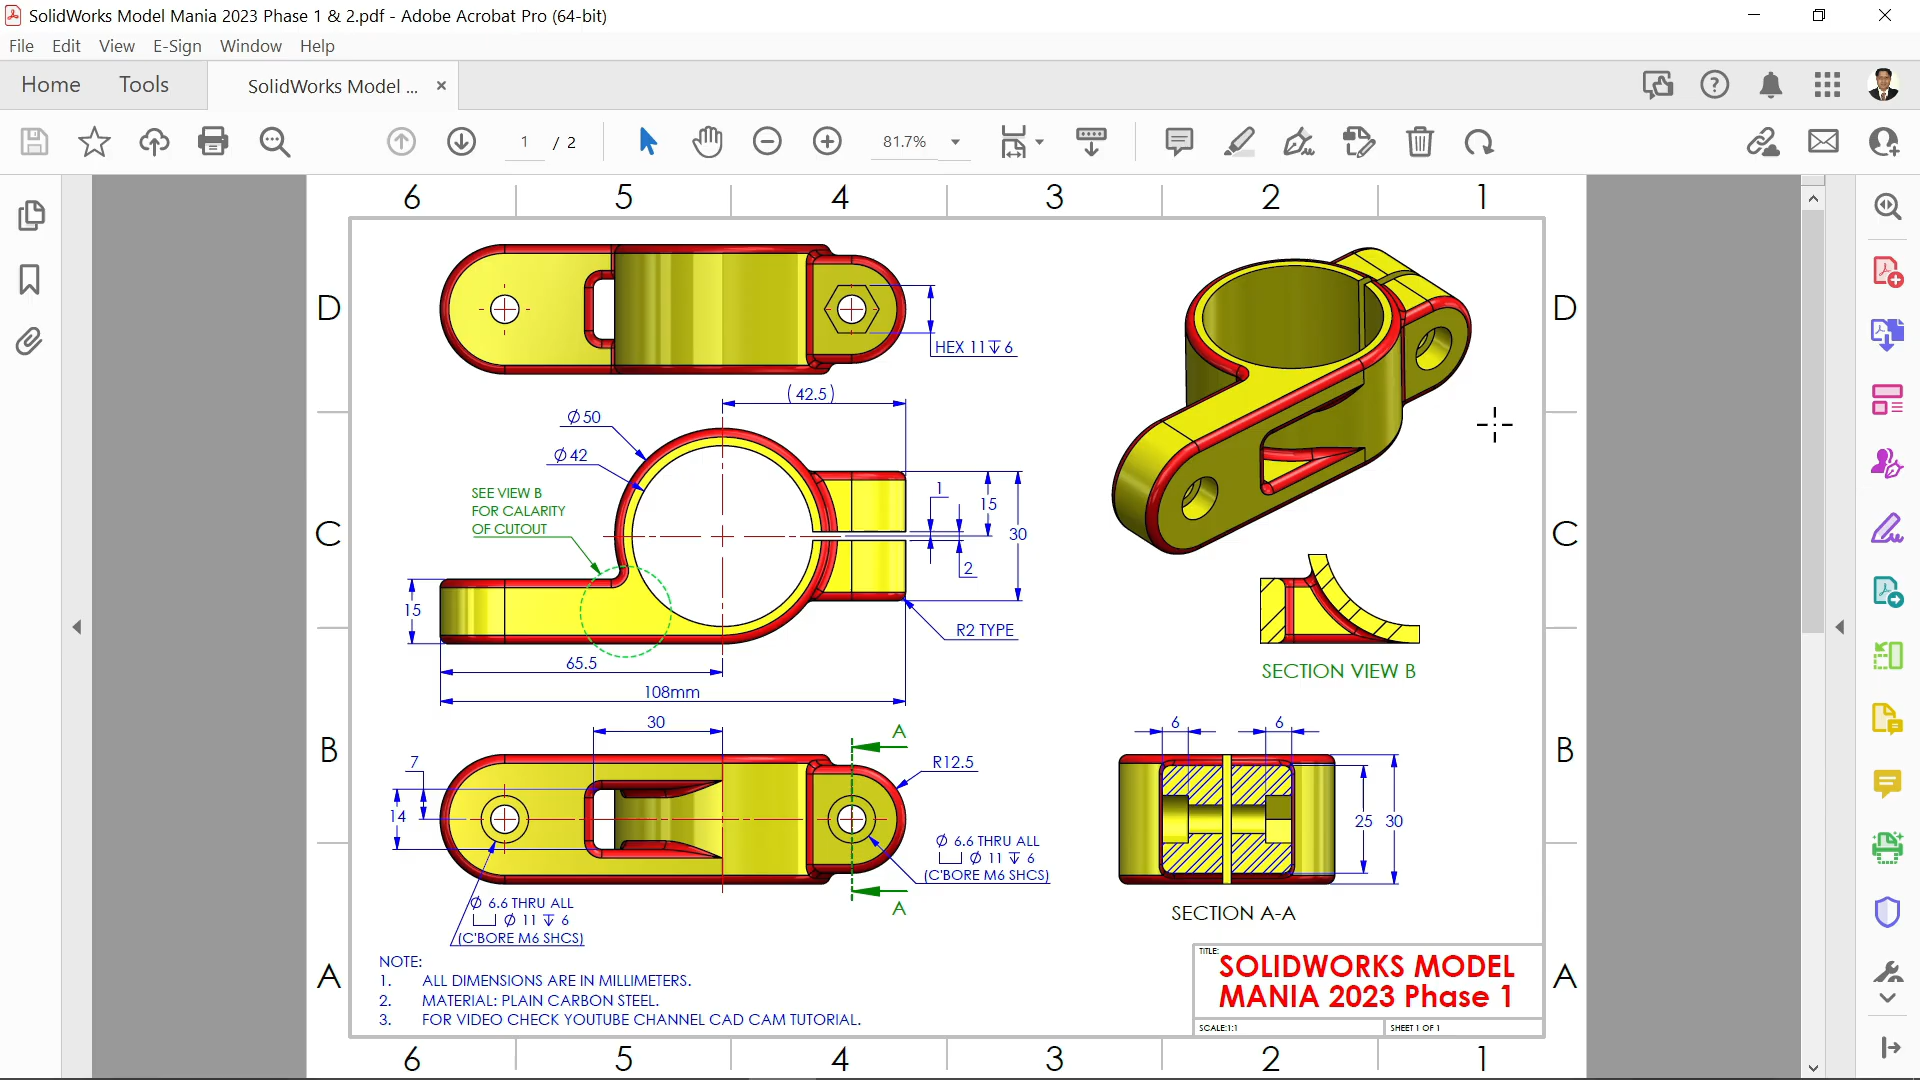 SolidWorks Model Mania 2023 Phase 1 & 2.pdf - Adobe Acrobat Pro (64-bit)
File Edit View E-Sign Window Help
Home Tools SolidWorks Model ... ×
1 / 2 81.7%
6 5 4 3 2 1
D D
HEX 11↧6
(42.5)
Ø50
Ø42
SEE VIEW B
FOR CALARITY
OF CUTOUT
1
15
30
2
C C
15
R2 TYPE
65.5
108mm
SECTION VIEW B
30
A
6 6
B B
7
R12.5
14
25 30
Ø 6.6 THRU ALL
⌴ Ø 11 ↧ 6
(C'BORE M6 SHCS)
A
Ø 6.6 THRU ALL
⌴ Ø 11 ↧ 6
(C'BORE M6 SHCS)
SECTION A-A
NOTE:
1. ALL DIMENSIONS ARE IN MILLIMETERS.
2. MATERIAL: PLAIN CARBON STEEL.
3. FOR VIDEO CHECK YOUTUBE CHANNEL CAD CAM TUTORIAL.
A A
TITLE:
SOLIDWORKS MODEL
MANIA 2023 Phase 1
SCALE:1:1 SHEET 1 OF 1
6 5 4 3 2 1